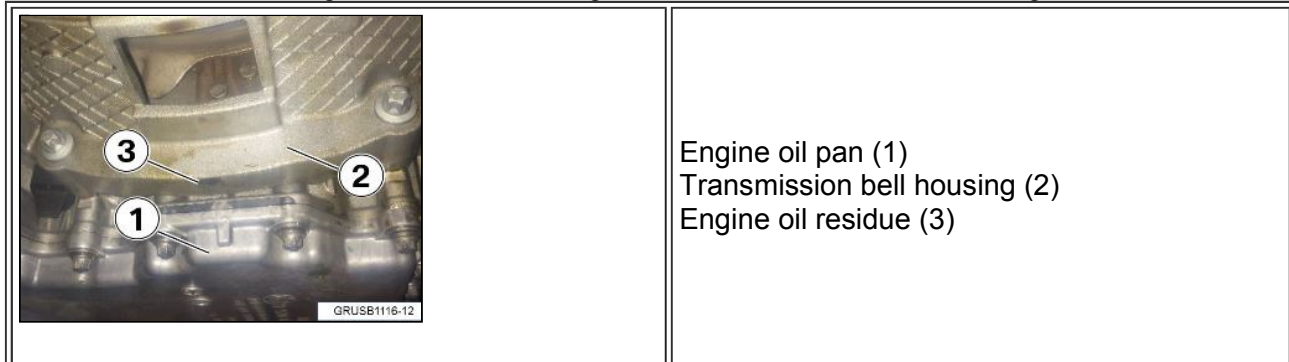 3
2
1
GRUSB1116-12
Engine oil pan (1)
Transmission bell housing (2)
Engine oil residue (3)